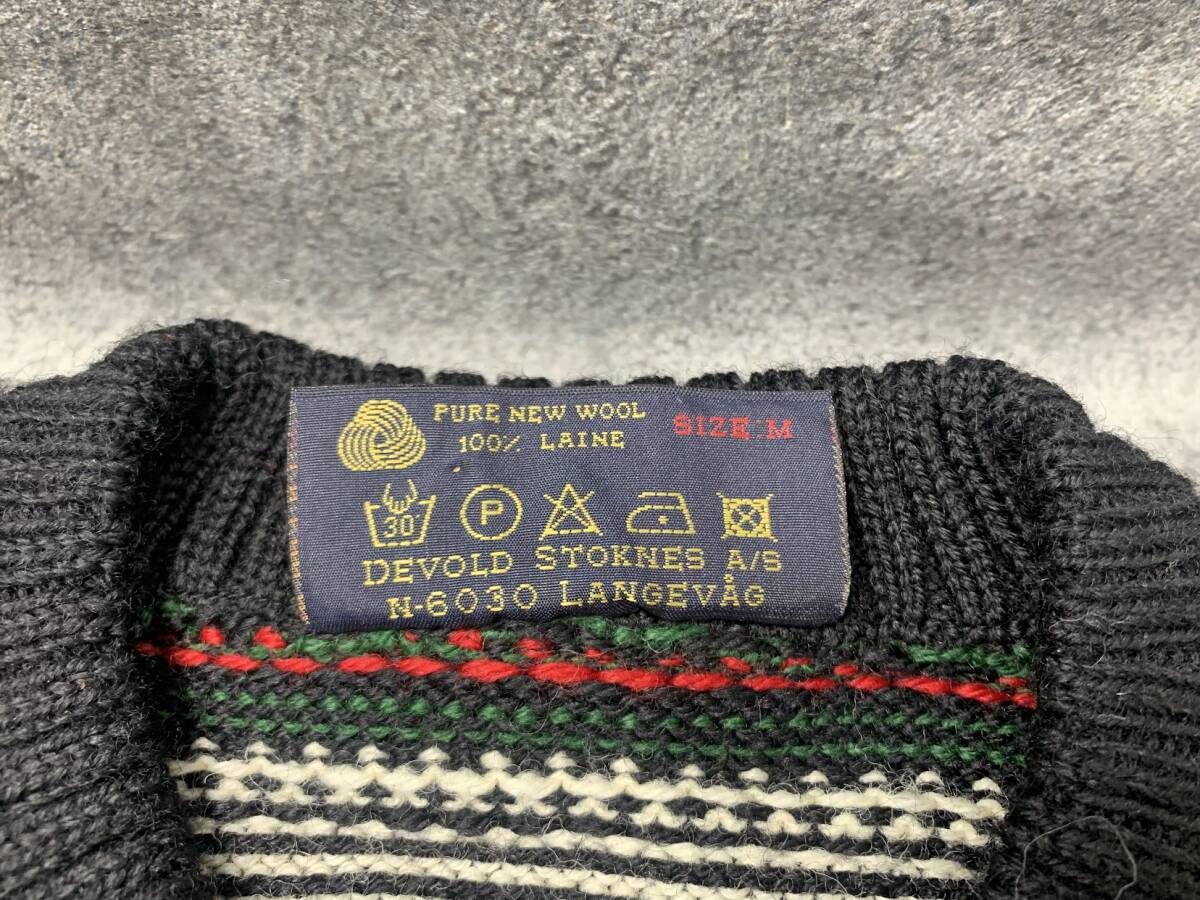 PURE NEW WOOL
100% LAINE
SIZE: M
30
P
DEVOLD STOKNES A/S
N-6030 LANGEVÅG